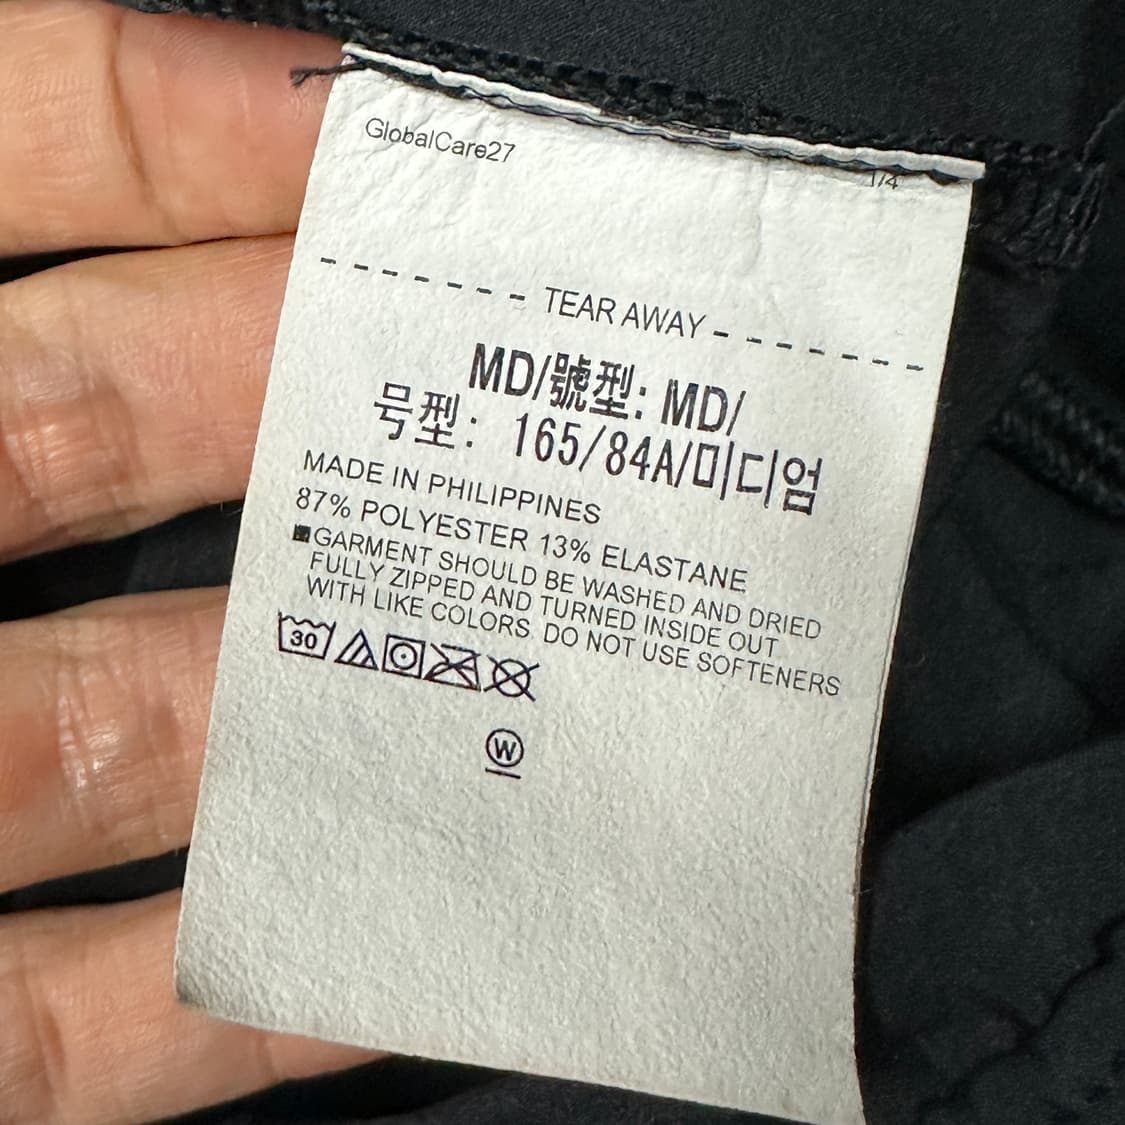 GlobalCare27
1/4
- - - - - - - TEAR AWAY - - - - - - - -
MD/號型: MD/
号型: 165/84A/미디엄
MADE IN PHILIPPINES
87% POLYESTER 13% ELASTANE
■GARMENT SHOULD BE WASHED AND DRIED
FULLY ZIPPED AND TURNED INSIDE OUT
WITH LIKE COLORS. DO NOT USE SOFTENERS
30
W